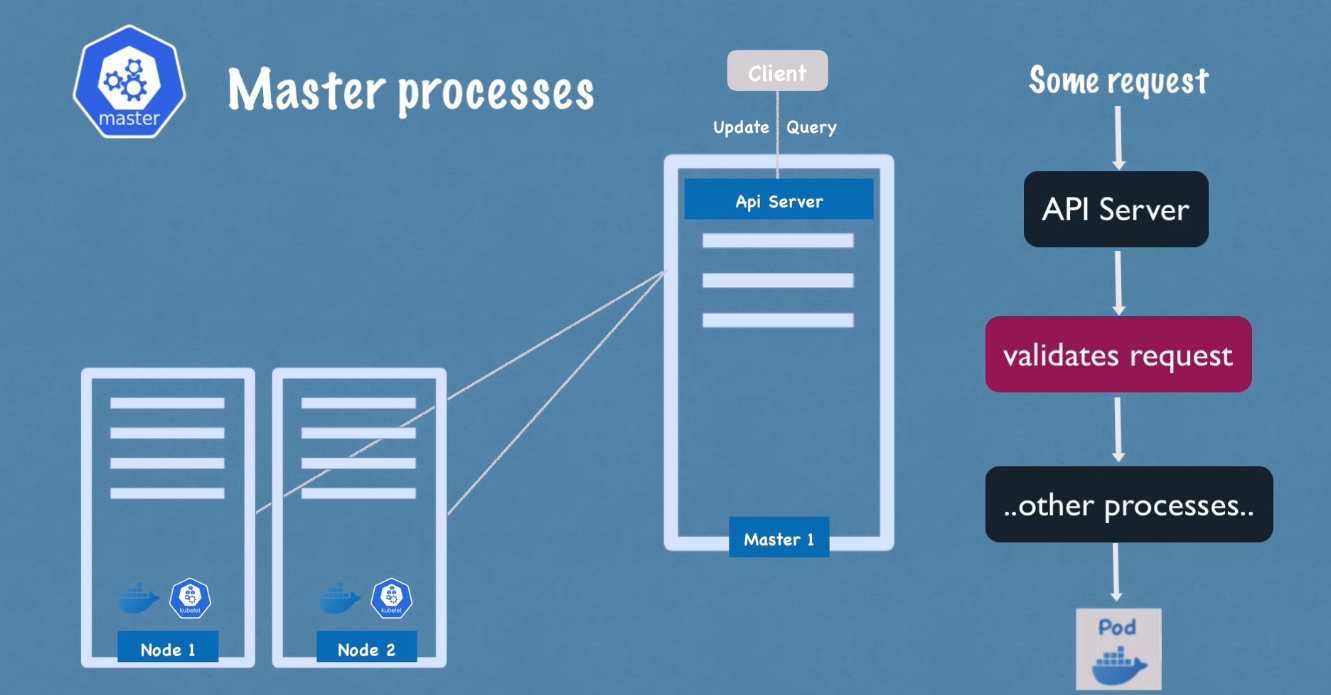 master
Master processes
Client
Update
Query
Api Server
Master 1
kubelet
Node 1
kubelet
Node 2
Some request
API Server
validates request
..other processes..
Pod